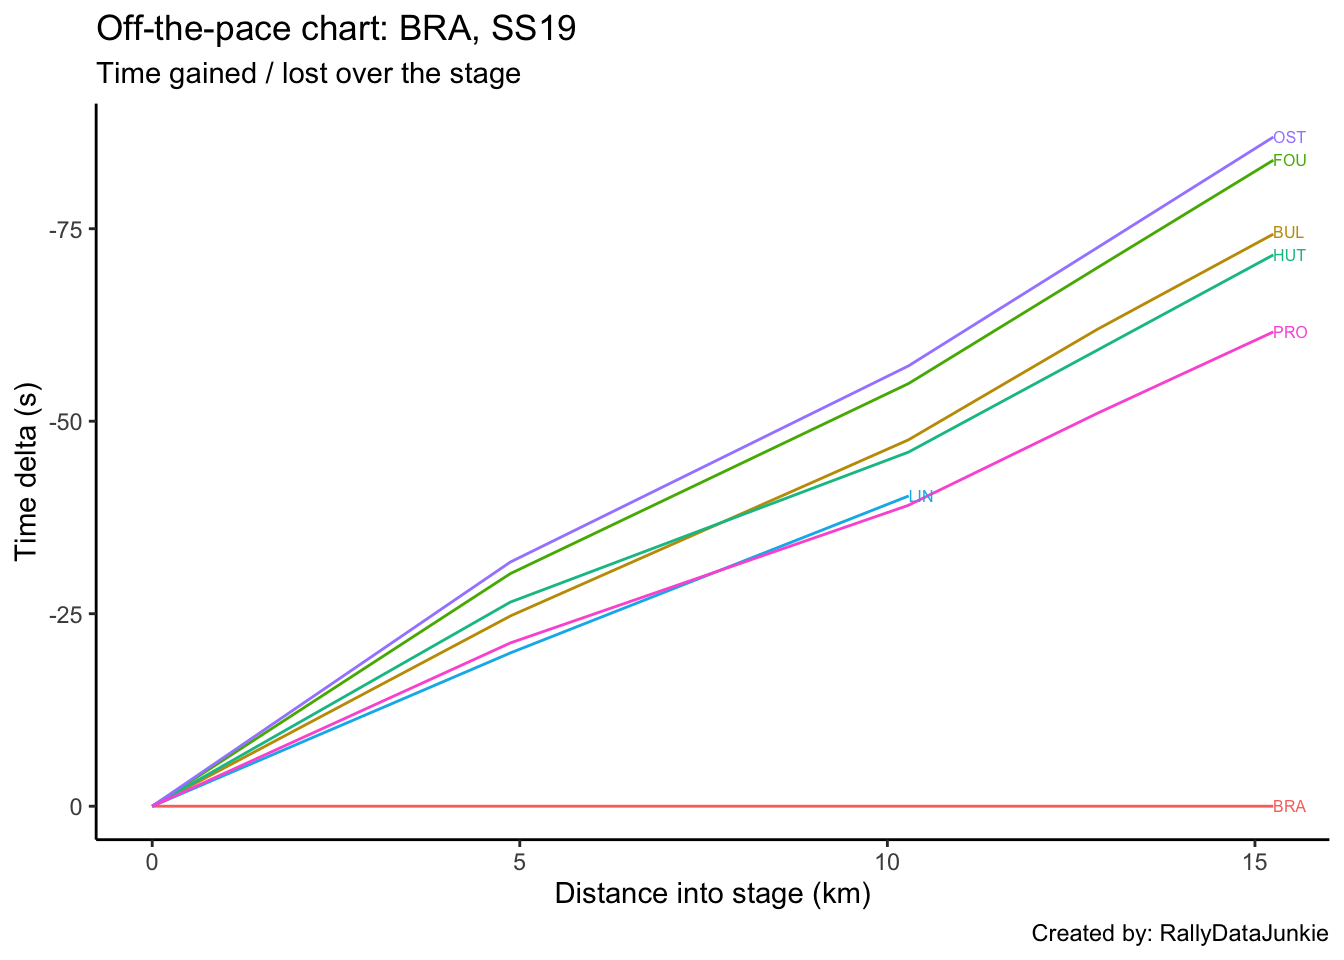 Off-the-pace chart: BRA, SS19
Time gained / lost over the stage
OST
FOU
-75
BUL
HUT
PRO
-50
LIN
-25
0
BRA
Time delta (s)
0 5 10 15
Distance into stage (km)
Created by: RallyDataJunkie